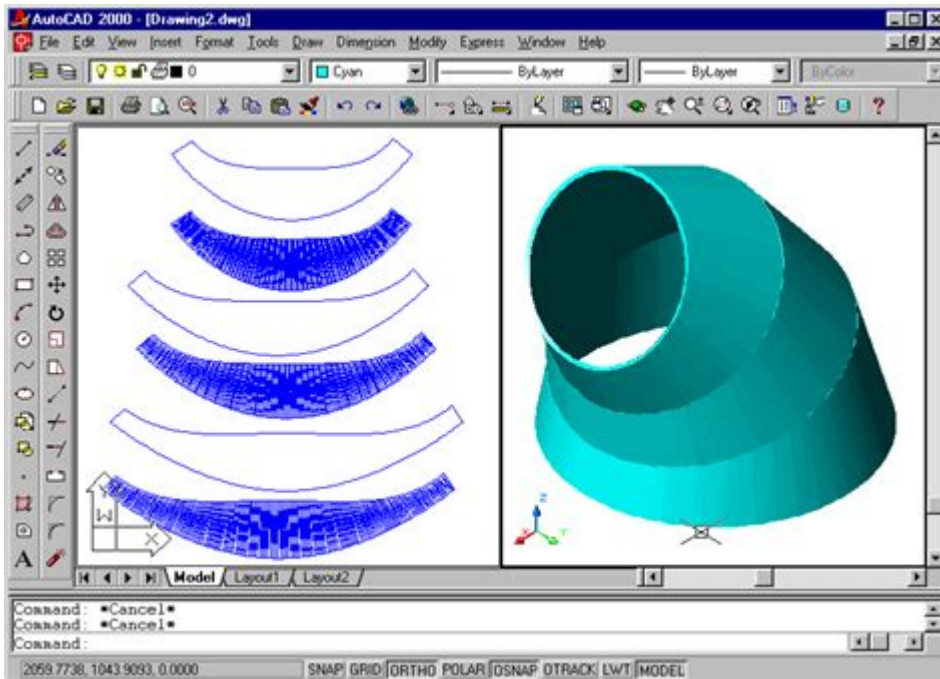 AutoCAD 2000 - [Drawing2.dwg]
File Edit View Insert Format Tools Draw Dimension Modify Express Window Help
0 Cyan ByLayer ByLayer ByColor
Z
X Y
Y
W
X
A
Model Layout1 Layout2
Command: *Cancel*
Command: *Cancel*
Command:
2059.7738, 1043.9093, 0.0000 SNAP GRID ORTHO POLAR OSNAP OTRACK LWT MODEL